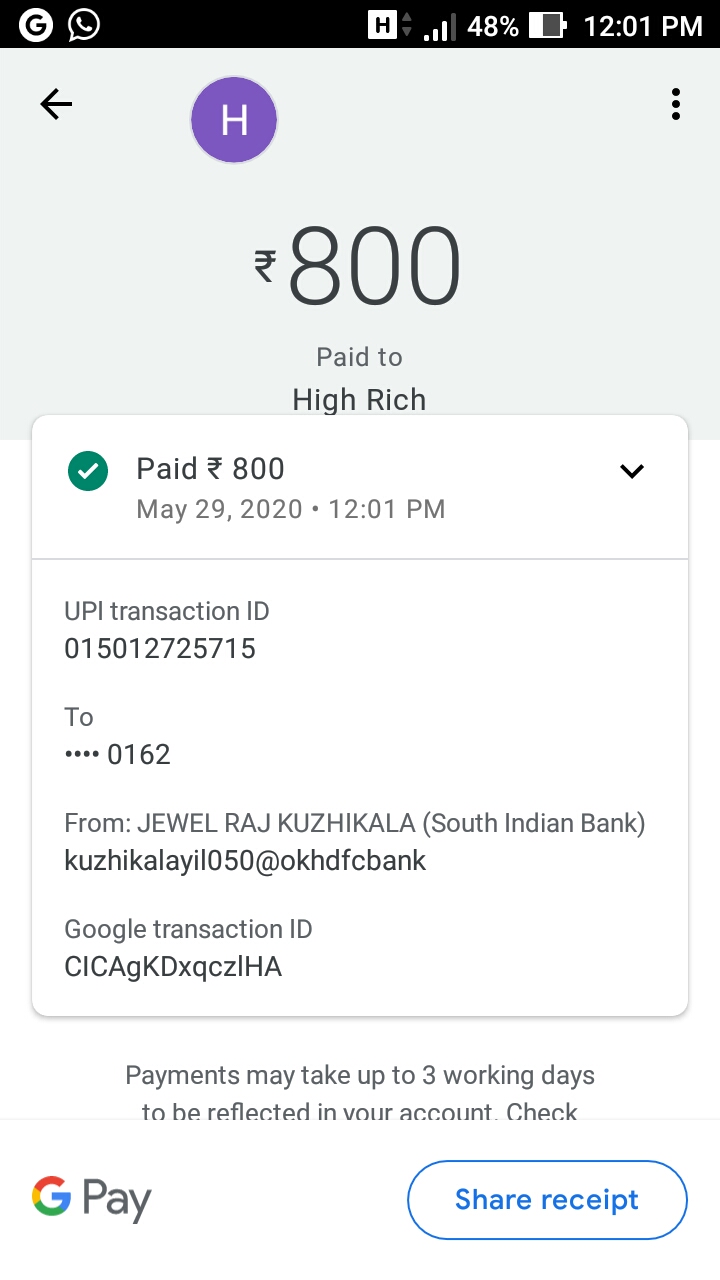 H 48% 12:01 PM
H
₹800
Paid to
High Rich
Paid ₹ 800
May 29, 2020 • 12:01 PM
UPI transaction ID
015012725715
To
•••• 0162
From: JEWEL RAJ KUZHIKALA (South Indian Bank)
kuzhikalayil050@okhdfcbank
Google transaction ID
CICAgKDxqczlHA
Payments may take up to 3 working days
to be reflected in your account. Check
G Pay
Share receipt